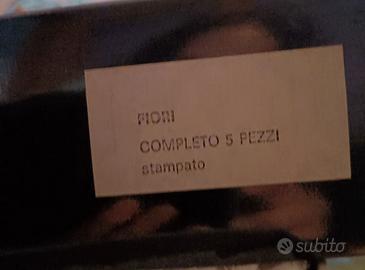 FIORI
COMPLETO 5 PEZZI
stampato
subito